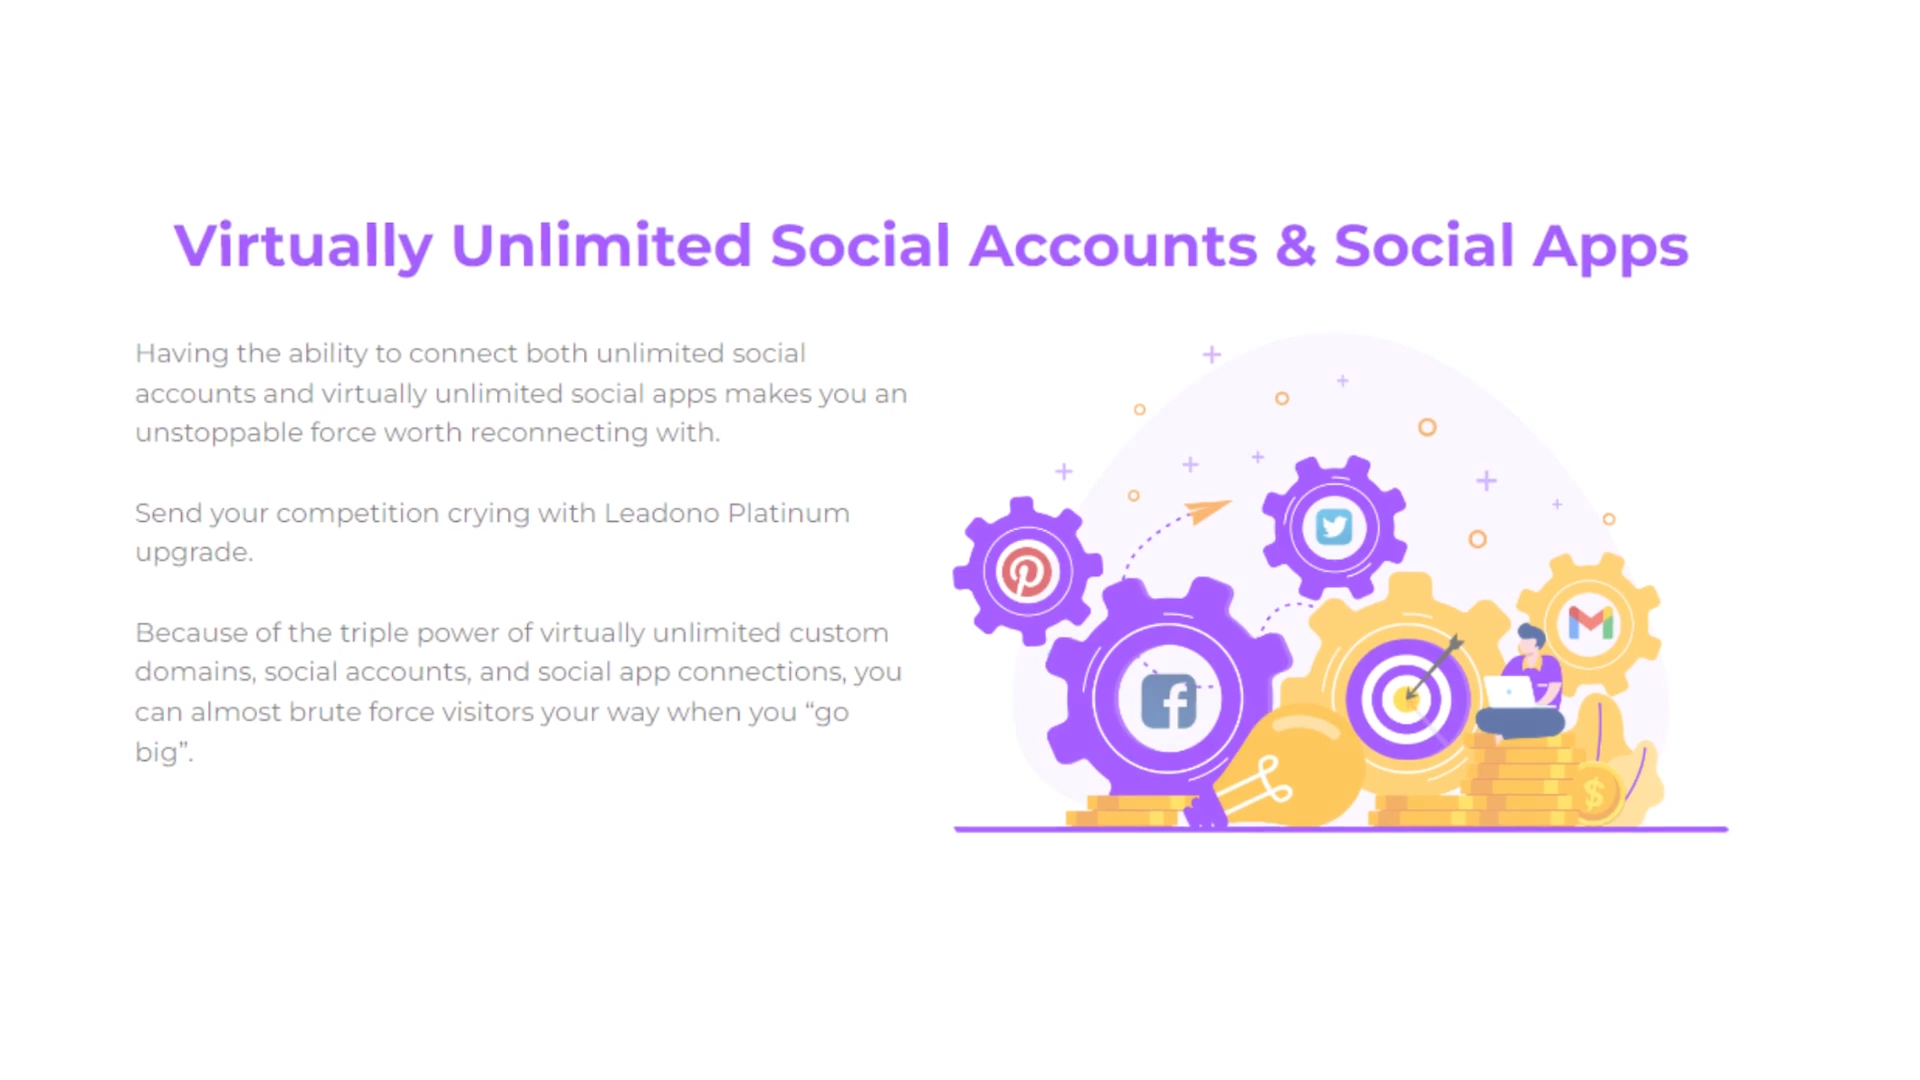 Virtually Unlimited Social Accounts & Social Apps
Having the ability to connect both unlimited social
accounts and virtually unlimited social apps makes you an
unstoppable force worth reconnecting with.
Send your competition crying with Leadono Platinum
upgrade.
Because of the triple power of virtually unlimited custom
domains, social accounts, and social app connections, you
can almost brute force visitors your way when you “go
big”.
$